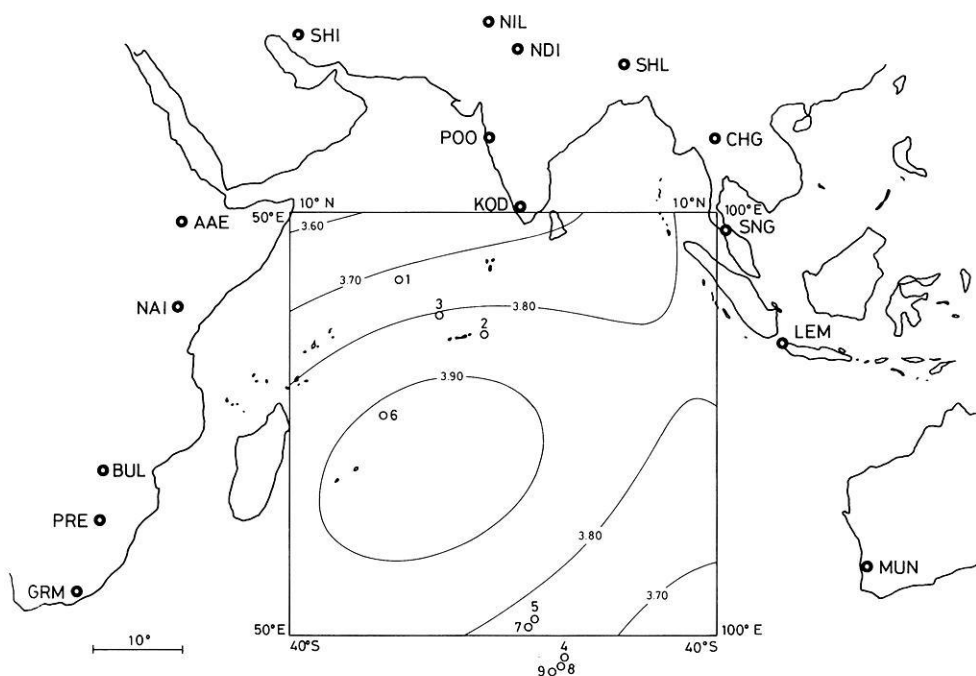 NIL
SHI
NDI
SHL
POO
CHG
KOD
50°E 10°N
10°N 100°E
AAE
SNG
3.60
3.70
1
NAI
3
3.80
2
LEM
3.90
6
BUL
PRE
3.80
MUN
GRM
3.70
5
7
50°E
100°E
10°
40°S
40°S
4
9 8